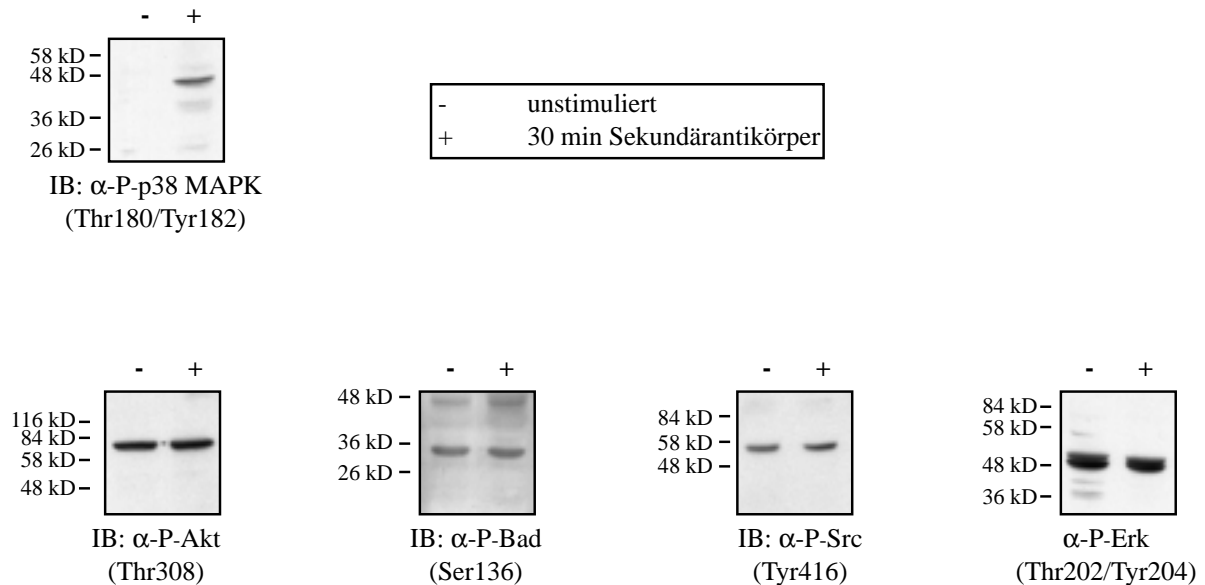 - +
58 kD
48 kD
36 kD
26 kD
IB: α-P-p38 MAPK
(Thr180/Tyr182)
- unstimuliert
+ 30 min Sekundärantikörper
- +
116 kD
84 kD
58 kD
48 kD
IB: α-P-Akt
(Thr308)
- +
48 kD
36 kD
26 kD
IB: α-P-Bad
(Ser136)
- +
84 kD
58 kD
48 kD
IB: α-P-Src
(Tyr416)
- +
84 kD
58 kD
48 kD
36 kD
α-P-Erk
(Thr202/Tyr204)